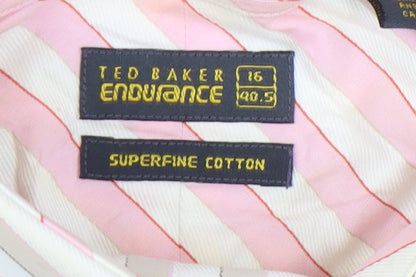 TED BAKER 16
ENDURANCE 40.5
SUPERFINE COTTON